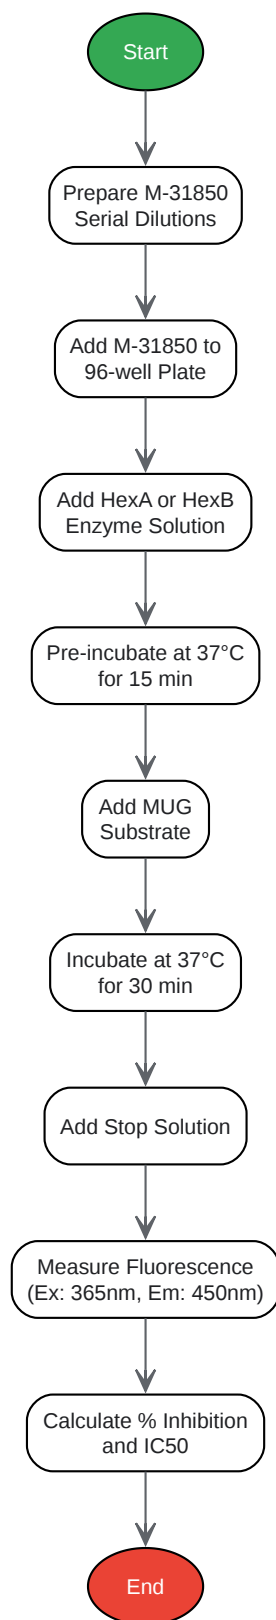 Start
Prepare M-31850
Serial Dilutions
Add M-31850 to
96-well Plate
Add HexA or HexB
Enzyme Solution
Pre-incubate at 37°C
for 15 min
Add MUG
Substrate
Incubate at 37°C
for 30 min
Add Stop Solution
Measure Fluorescence
(Ex: 365nm, Em: 450nm)
Calculate % Inhibition
and IC50
End